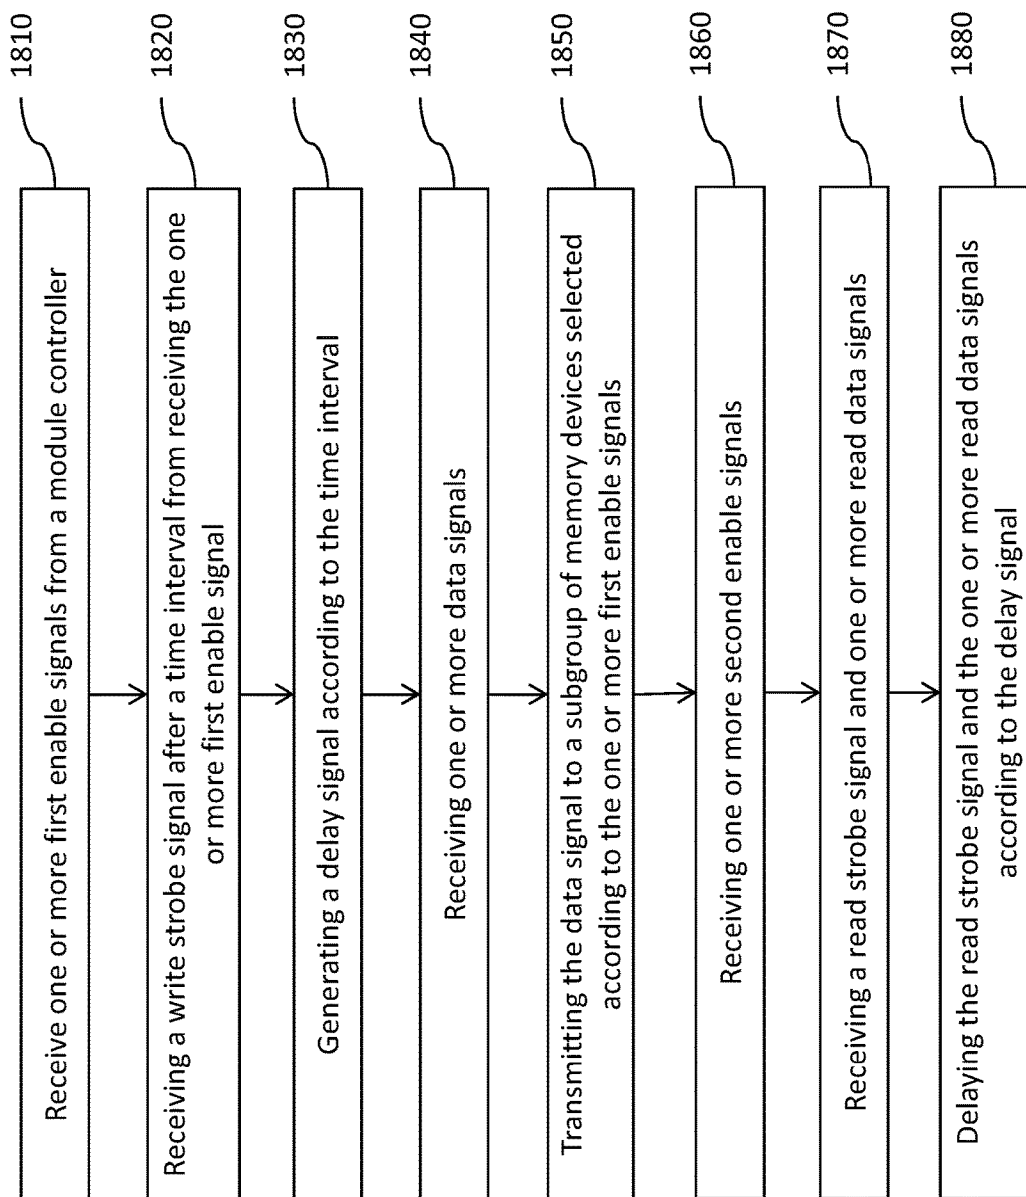 Receive one or more first enable signals from a module controller
1810
Receiving a write strobe signal after a time interval from receiving the one
or more first enable signal
1820
Generating a delay signal according to the time interval
1830
Receiving one or more data signals
1840
Transmitting the data signal to a subgroup of memory devices selected
according to the one or more first enable signals
1850
Receiving one or more second enable signals
1860
Receiving a read strobe signal and one or more read data signals
1870
Delaying the read strobe signal and the one or more read data signals
according to the delay signal
1880